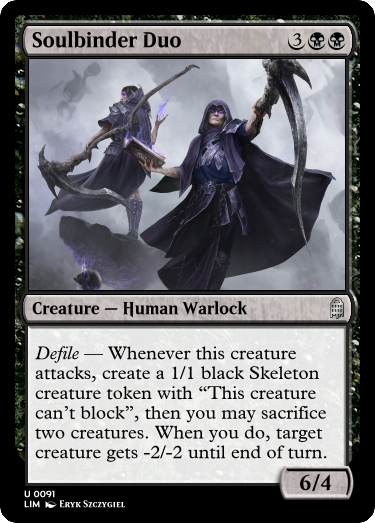 Soulbinder Duo 3
Creature — Human Warlock
Defile — Whenever this creature
attacks, create a 1/1 black Skeleton
creature token with “This creature
can’t block”, then you may sacrifice
two creatures. When you do, target
creature gets -2/-2 until end of turn.
6/4
U 0091
LIM Eryk Szczygiel